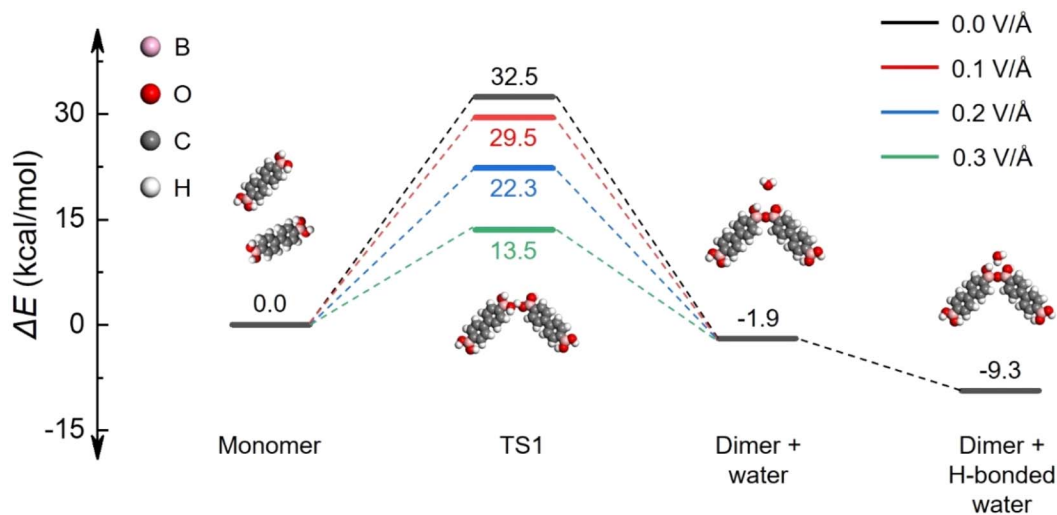 B
O
C
H
0.0 V/Å
0.1 V/Å
0.2 V/Å
0.3 V/Å
ΔE (kcal/mol)
30
15
0
-15
0.0
32.5
29.5
22.3
13.5
-1.9
-9.3
Monomer
TS1
Dimer +
water
Dimer +
H-bonded
water